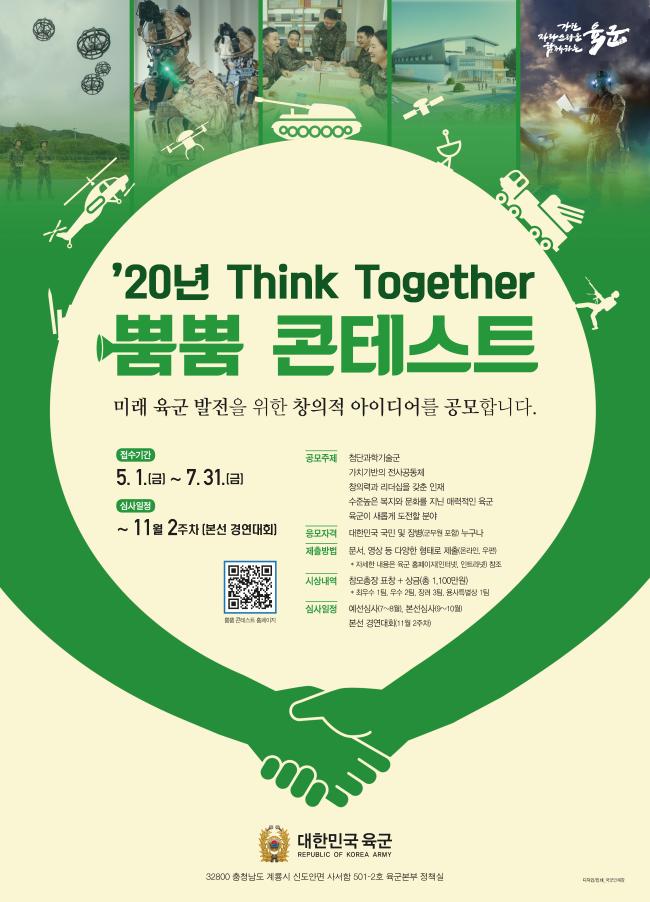 강한
자랑스러운
함께하는 육군
'20년 Think Together
뿜뿜 콘테스트
미래 육군 발전을 위한 창의적 아이디어를 공모합니다.
접수기간
5. 1.(금) ~ 7. 31.(금)
심사일정
~ 11월 2주차 (본선 경연대회)
뿜뿜 콘테스트 홈페이지
공모주제 첨단과학기술군
가치기반의 전사공동체
창의력과 리더십을 갖춘 인재
수준높은 복지와 문화를 지닌 매력적인 육군
육군이 새롭게 도전할 분야
응모자격 대한민국 국민 및 장병(군무원 포함) 누구나
제출방법 문서, 영상 등 다양한 형태로 제출(온라인, 우편)
* 자세한 내용은 육군 홈페이지(인터넷, 인트라넷) 참조
시상내역 참모총장 표창 + 상금(총 1,100만원)
* 최우수 1팀, 우수 2팀, 장려 3팀, 용사특별상 1팀
심사일정 예선심사(7~8월), 본선심사(9~10월)
본선 경연대회(11월 2주차)
대한민국 육군
REPUBLIC OF KOREA ARMY
32800 충청남도 계룡시 신도안면 사서함 501-2호 육군본부 정책실